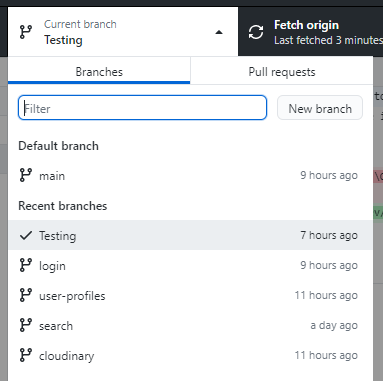 Current branch
Testing
Fetch origin
Last fetched 3 minutes
Branches
Pull requests
Filter
New branch
Default branch
main 9 hours ago
Recent branches
Testing 7 hours ago
login 9 hours ago
user-profiles 11 hours ago
search a day ago
cloudinary 11 hours ago